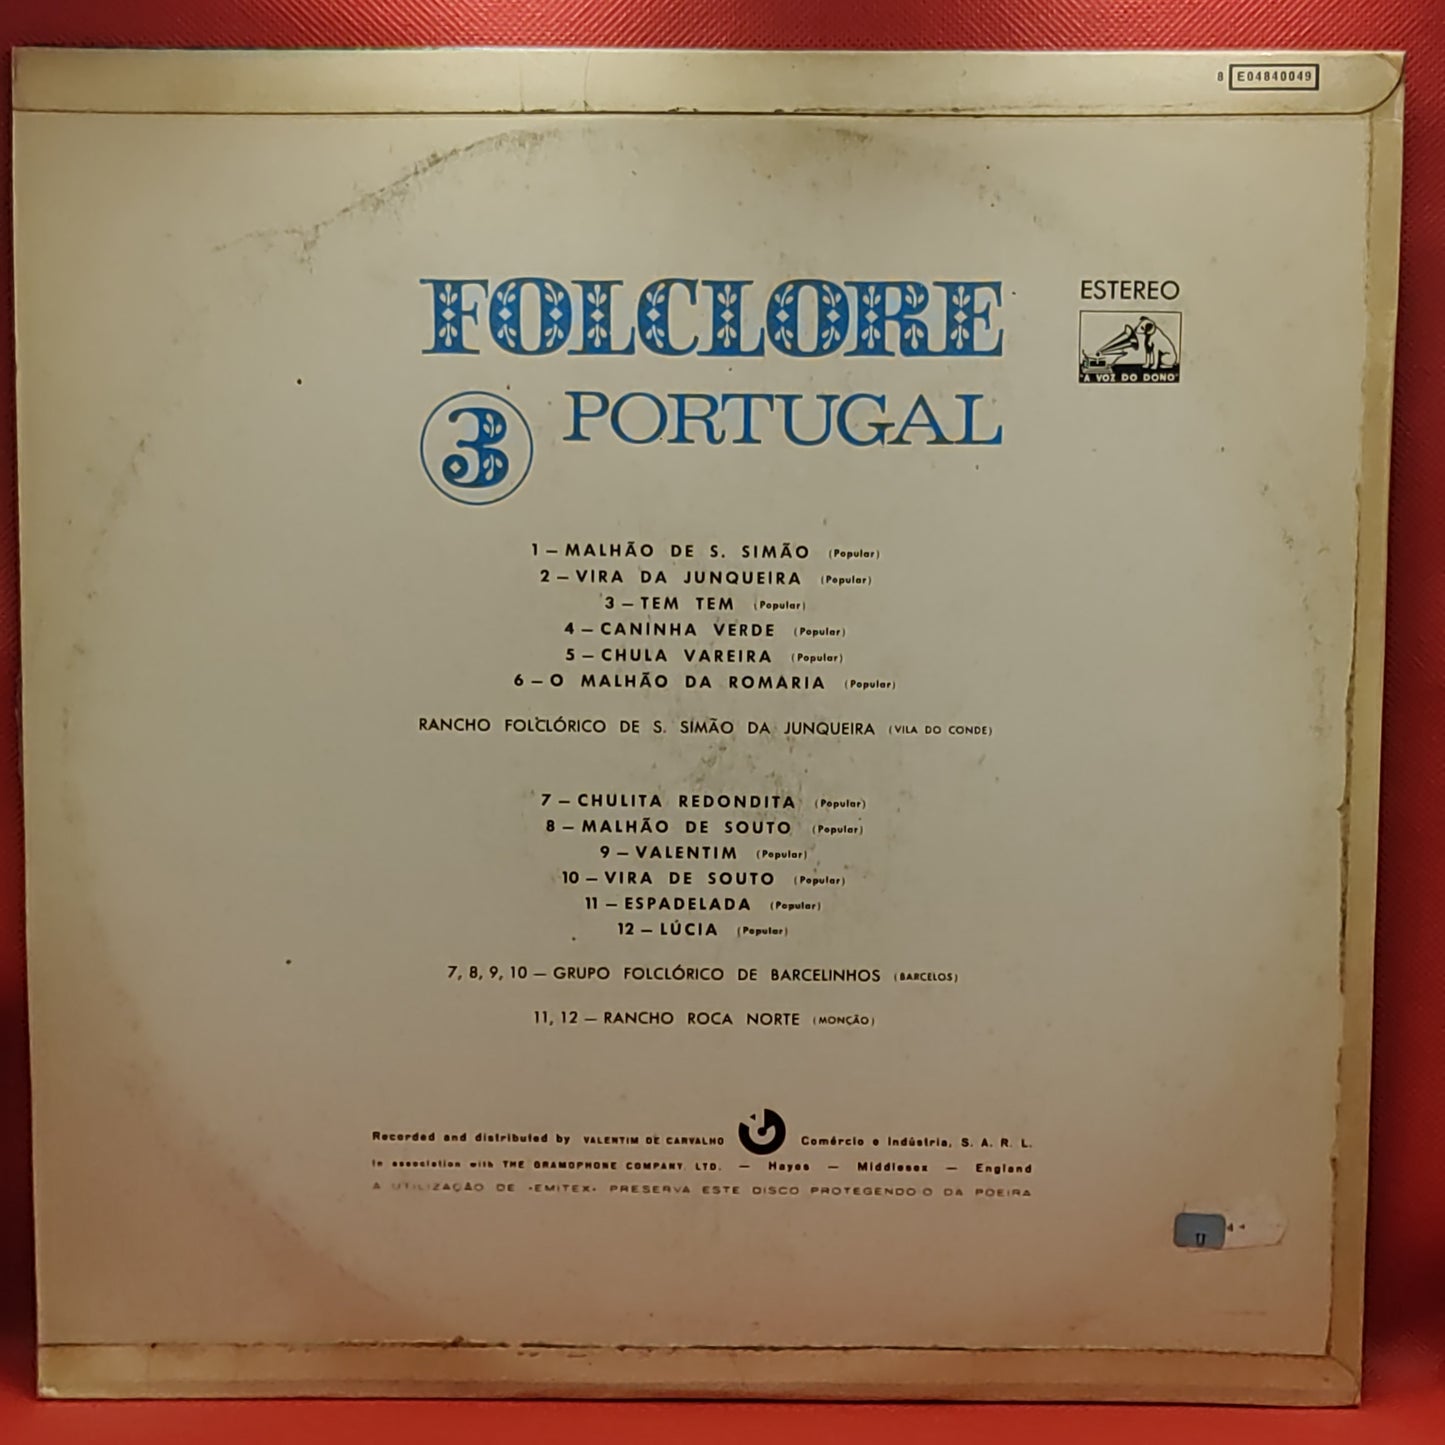 8 E04840049
FOLCLORE
ESTEREO
"A VOZ DO DONO"
3 PORTUGAL
1 – MALHÃO DE S. SIMÃO (Popular)
2 – VIRA DA JUNQUEIRA (Popular)
3 – TEM TEM (Popular)
4 – CANINHA VERDE (Popular)
5 – CHULA VAREIRA (Popular)
6 – O MALHÃO DA ROMARIA (Popular)
RANCHO FOLCLÓRICO DE S. SIMÃO DA JUNQUEIRA (VILA DO CONDE)
7 – CHULITA REDONDITA (Popular)
8 – MALHÃO DE SOUTO (Popular)
9 – VALENTIM (Popular)
10 – VIRA DE SOUTO (Popular)
11 – ESPADELADA (Popular)
12 – LÚCIA (Popular)
7, 8, 9, 10 – GRUPO FOLCLÓRICO DE BARCELINHOS (BARCELOS)
11, 12 – RANCHO ROCA NORTE (MONÇÃO)
Recorded and distributed by VALENTIM DE CARVALHO Comércio e Indústria, S. A. R. L.
In association with THE GRAMOPHONE COMPANY LTD. – Hayes – Middlesex – England
A UTILIZAÇÃO DE «EMITEX» PRESERVA ESTE DISCO PROTEGENDO O DA POEIRA
U